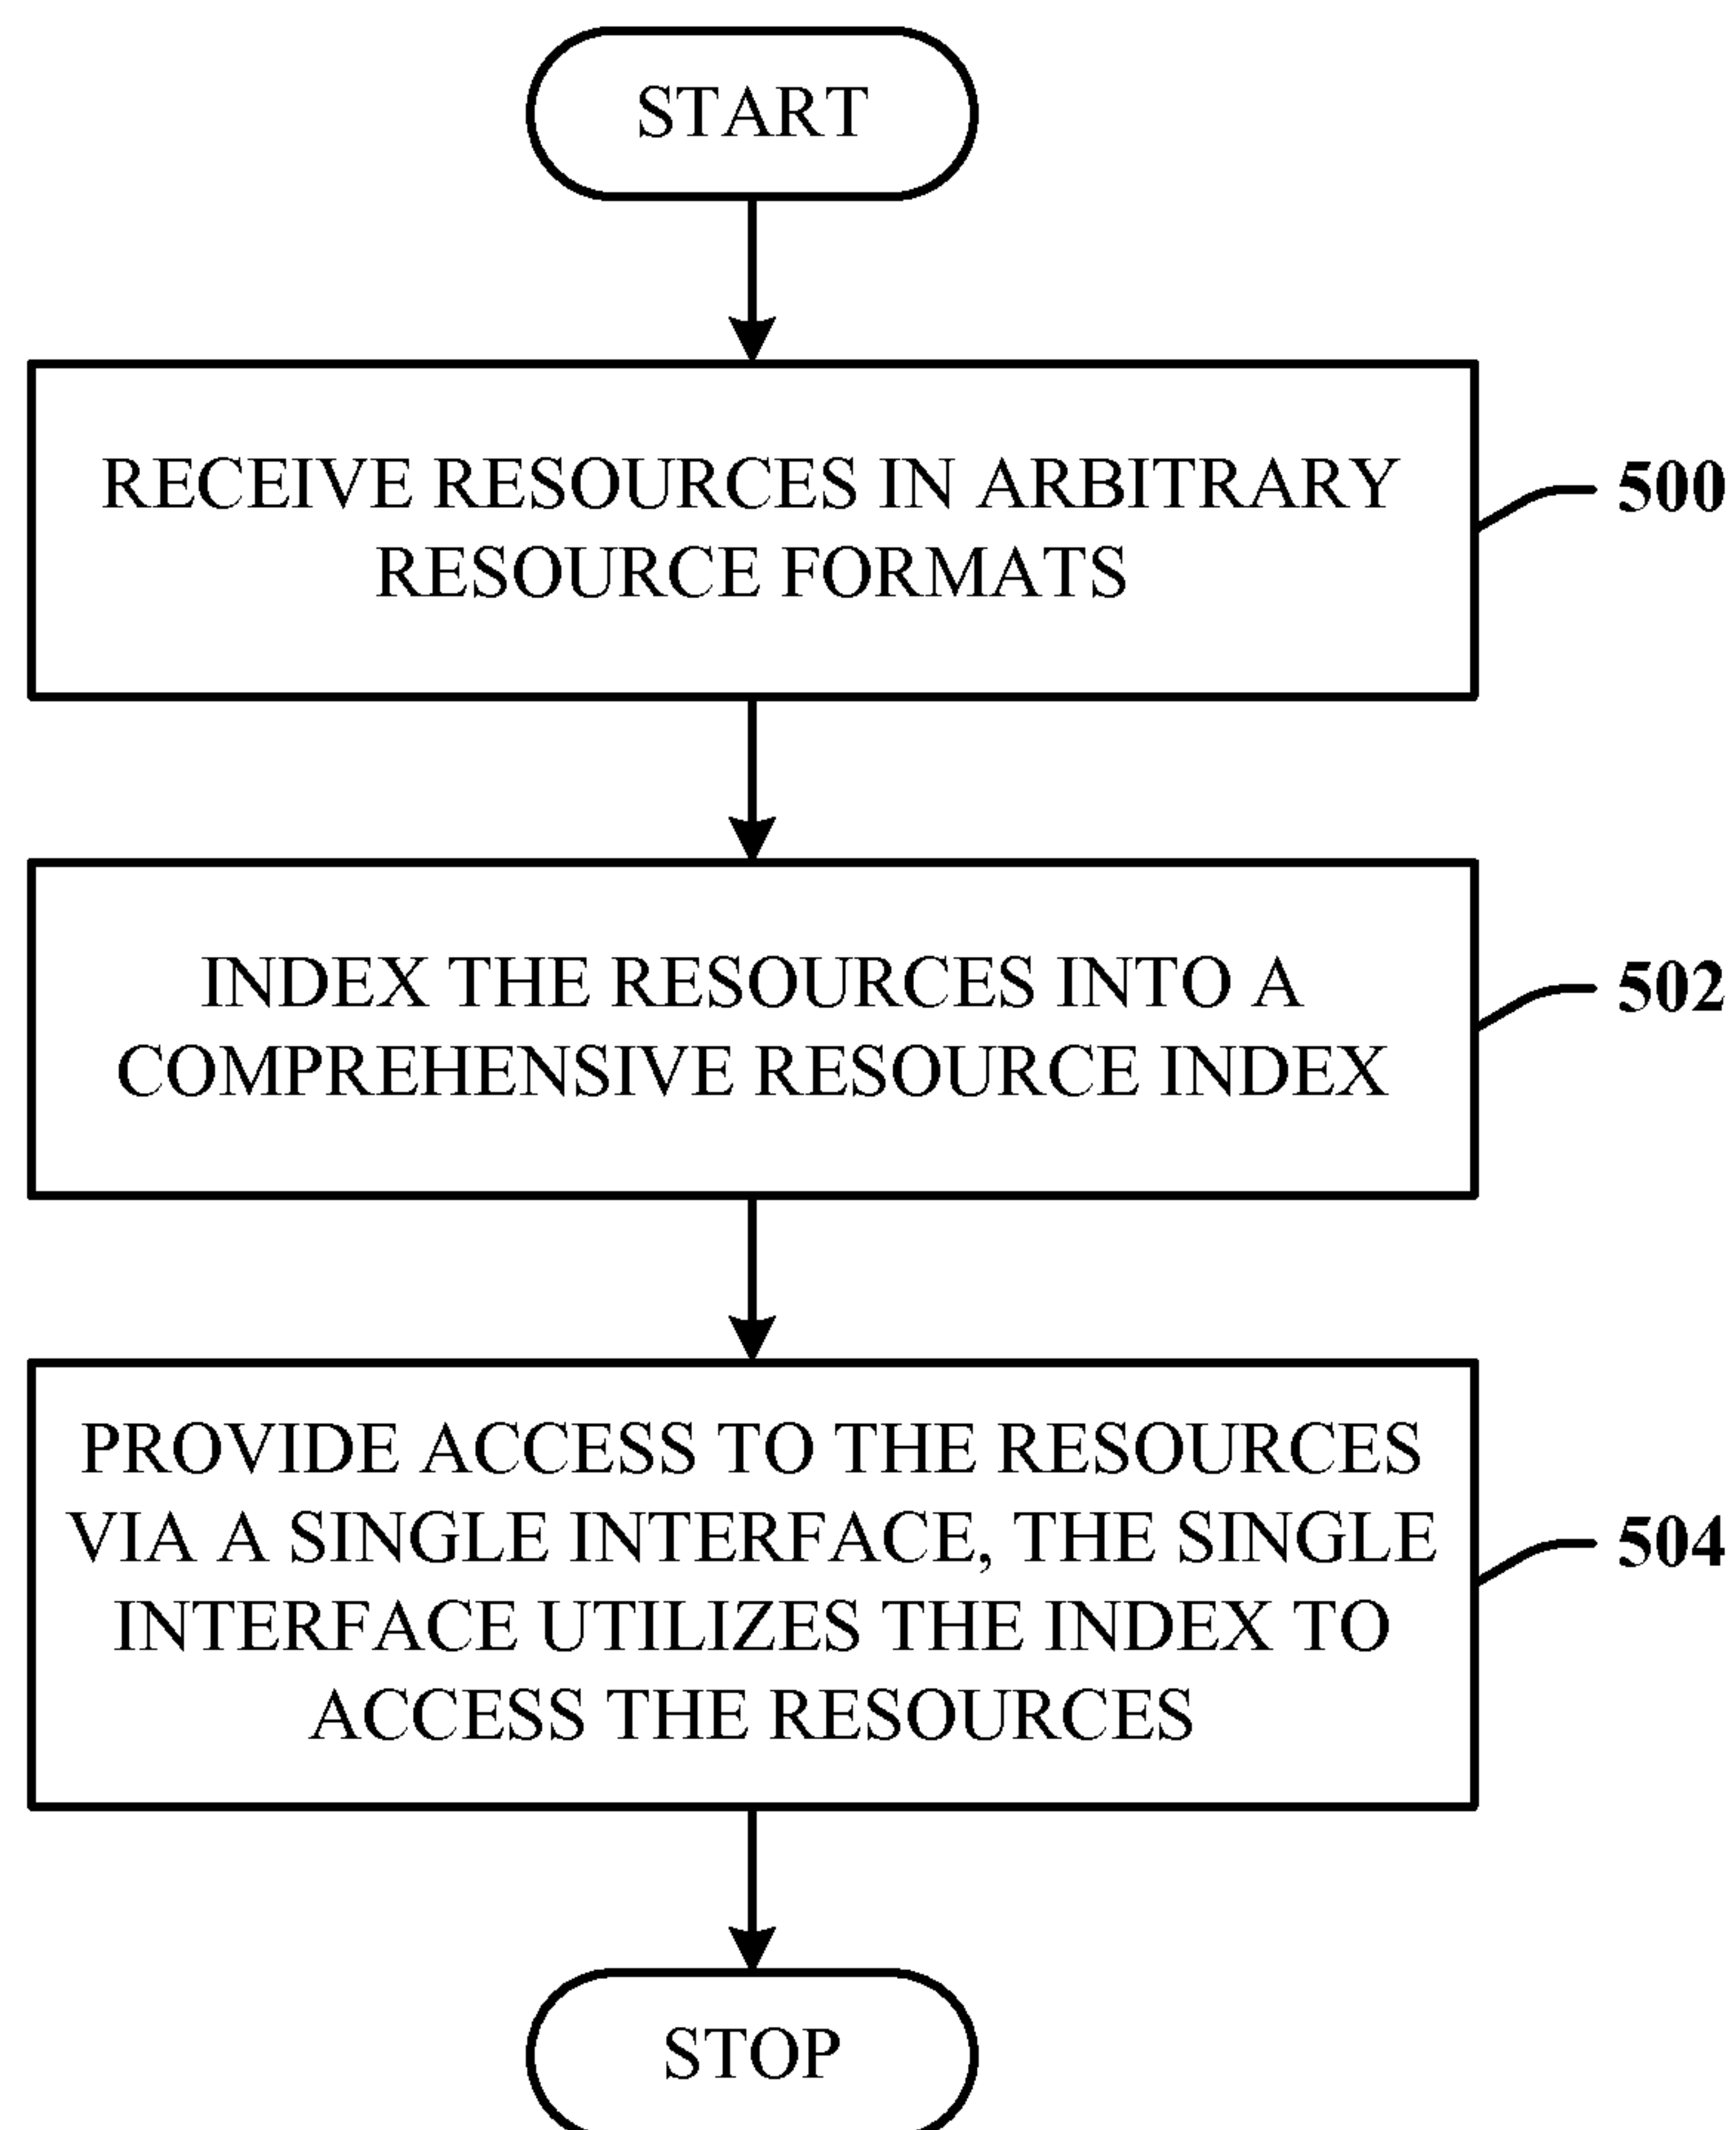 START
RECEIVE RESOURCES IN ARBITRARY
RESOURCE FORMATS
500
INDEX THE RESOURCES INTO A
COMPREHENSIVE RESOURCE INDEX
502
PROVIDE ACCESS TO THE RESOURCES
VIA A SINGLE INTERFACE, THE SINGLE
INTERFACE UTILIZES THE INDEX TO
ACCESS THE RESOURCES
504
STOP